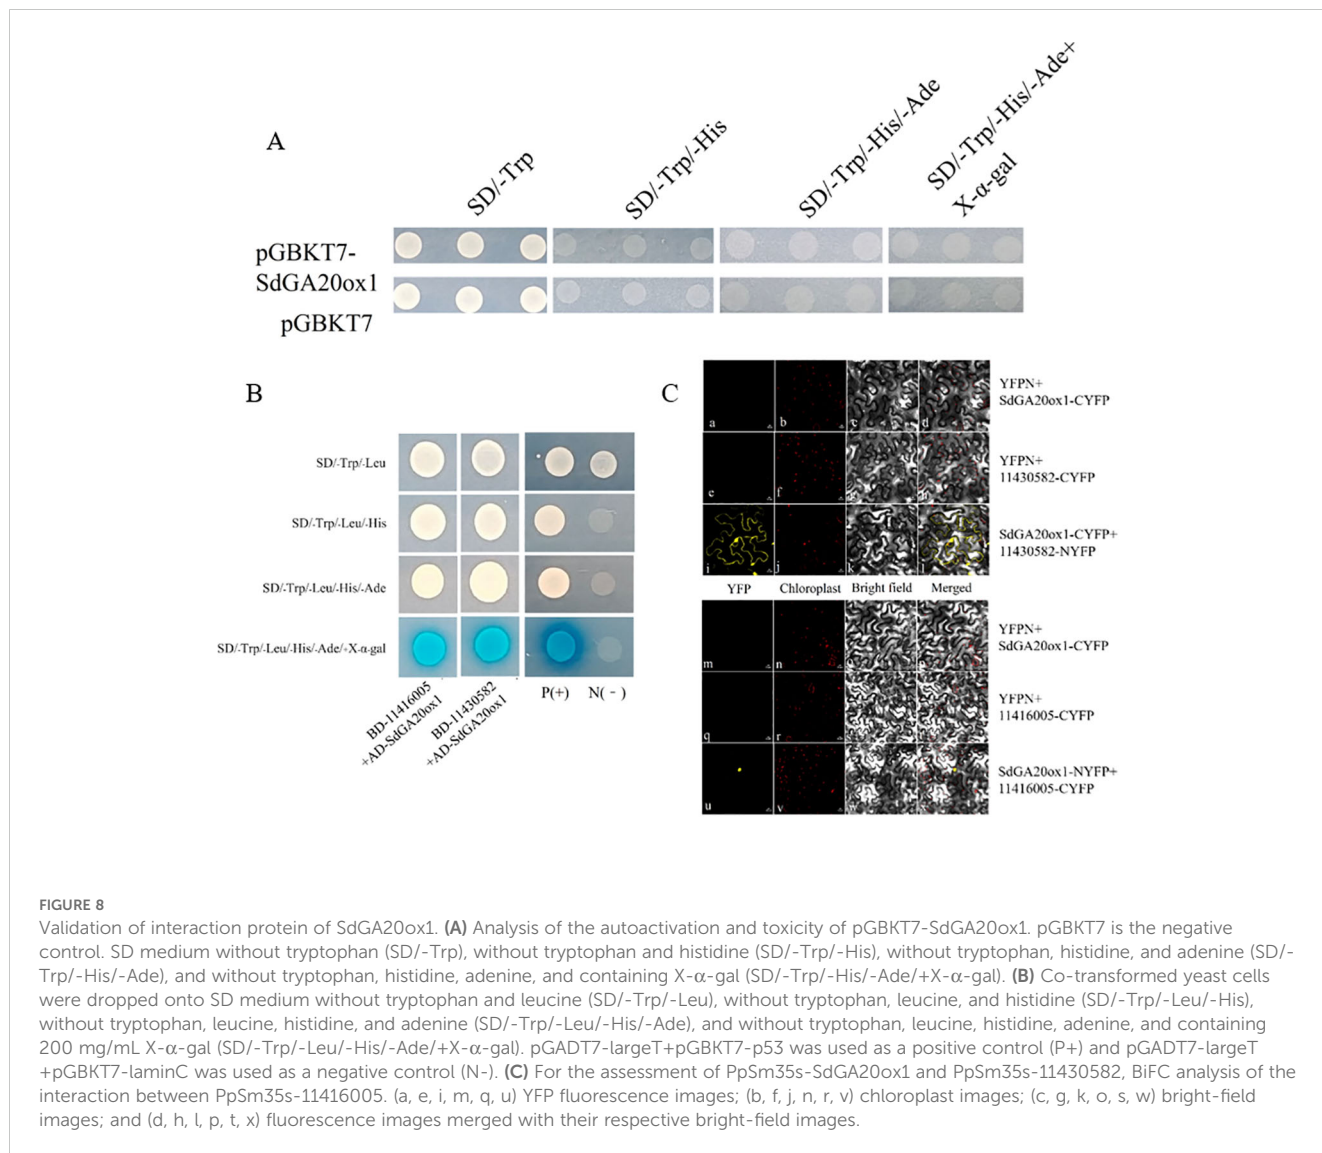 A
SD/-Trp
SD/-Trp/-His
SD/-Trp/-His/-Ade
SD/-Trp/-His/-Ade+
X-α-gal
pGBKT7-
SdGA20ox1
pGBKT7
B
SD/-Trp/-Leu
SD/-Trp/-Leu/-His
SD/-Trp/-Leu/-His/-Ade
SD/-Trp/-Leu/-His/-Ade/+X-α-gal
BD-11416005
+AD-SdGA20ox1
BD-11430582
+AD-SdGA20ox1
P(+)
N( - )
C
a
b
c
d
YFPN+
SdGA20ox1-CYFP
e
f
g
h
YFPN+
11430582-CYFP
i
j
k
l
SdGA20ox1-CYFP+
11430582-NYFP
YFP
Chloroplast
Bright field
Merged
m
n
YFPN+
SdGA20ox1-CYFP
q
r
YFPN+
11416005-CYFP
u
v
SdGA20ox1-NYFP+
11416005-CYFP
FIGURE 8
Validation of interaction protein of SdGA20ox1. (A) Analysis of the autoactivation and toxicity of pGBKT7-SdGA20ox1. pGBKT7 is the negative
control. SD medium without tryptophan (SD/-Trp), without tryptophan and histidine (SD/-Trp/-His), without tryptophan, histidine, and adenine (SD/-
Trp/-His/-Ade), and without tryptophan, histidine, adenine, and containing X-α-gal (SD/-Trp/-His/-Ade/+X-α-gal). (B) Co-transformed yeast cells
were dropped onto SD medium without tryptophan and leucine (SD/-Trp/-Leu), without tryptophan, leucine, and histidine (SD/-Trp/-Leu/-His),
without tryptophan, leucine, histidine, and adenine (SD/-Trp/-Leu/-His/-Ade), and without tryptophan, leucine, histidine, adenine, and containing
200 mg/mL X-α-gal (SD/-Trp/-Leu/-His/-Ade/+X-α-gal). pGADT7-largeT+pGBKT7-p53 was used as a positive control (P+) and pGADT7-largeT
+pGBKT7-laminC was used as a negative control (N-). (C) For the assessment of PpSm35s-SdGA20ox1 and PpSm35s-11430582, BiFC analysis of the
interaction between PpSm35s-11416005. (a, e, i, m, q, u) YFP fluorescence images; (b, f, j, n, r, v) chloroplast images; (c, g, k, o, s, w) bright-field
images; and (d, h, l, p, t, x) fluorescence images merged with their respective bright-field images.